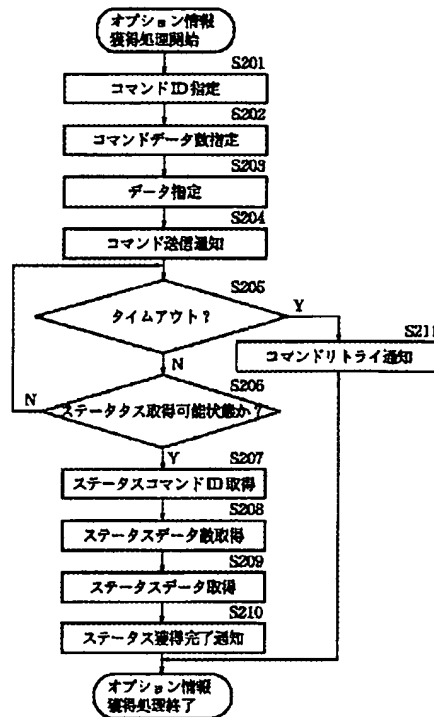 オプション情報
獲得処理開始
S201
コマンドID指定
S202
コマンドデータ数指定
S203
データ指定
S204
コマンド送信通知
S205
タイムアウト？
Y
S211
コマンドリトライ通知
N
S206
N
ステータタス取得可能状態か？
Y
S207
ステータスコマンドID取得
S208
ステータスデータ数取得
S209
ステータスデータ取得
S210
ステータス獲得完了通知
オプション情報
獲得処理終了